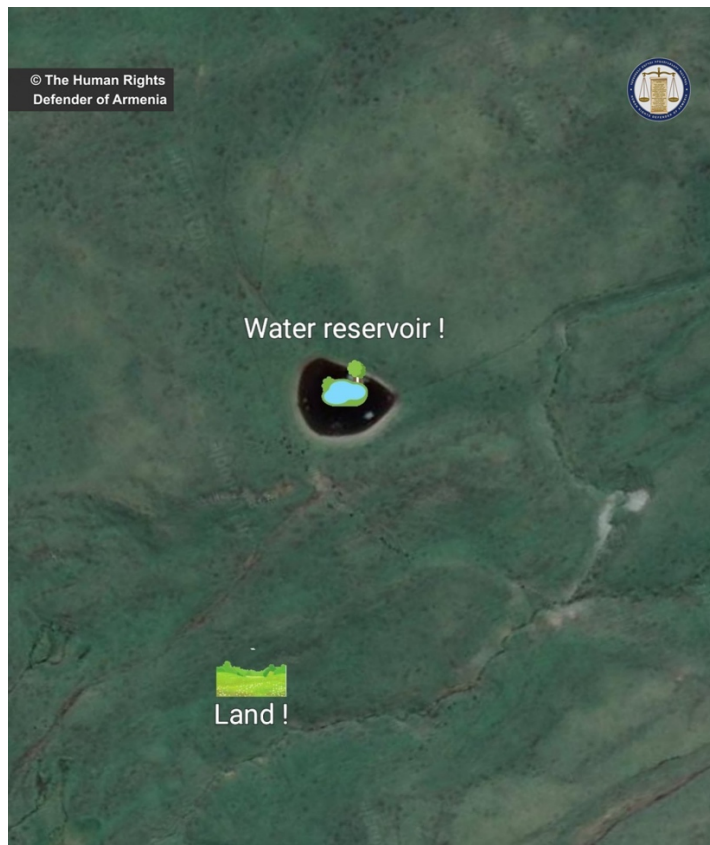 © The Human Rights
Defender of Armenia
Water reservoir !
Land !